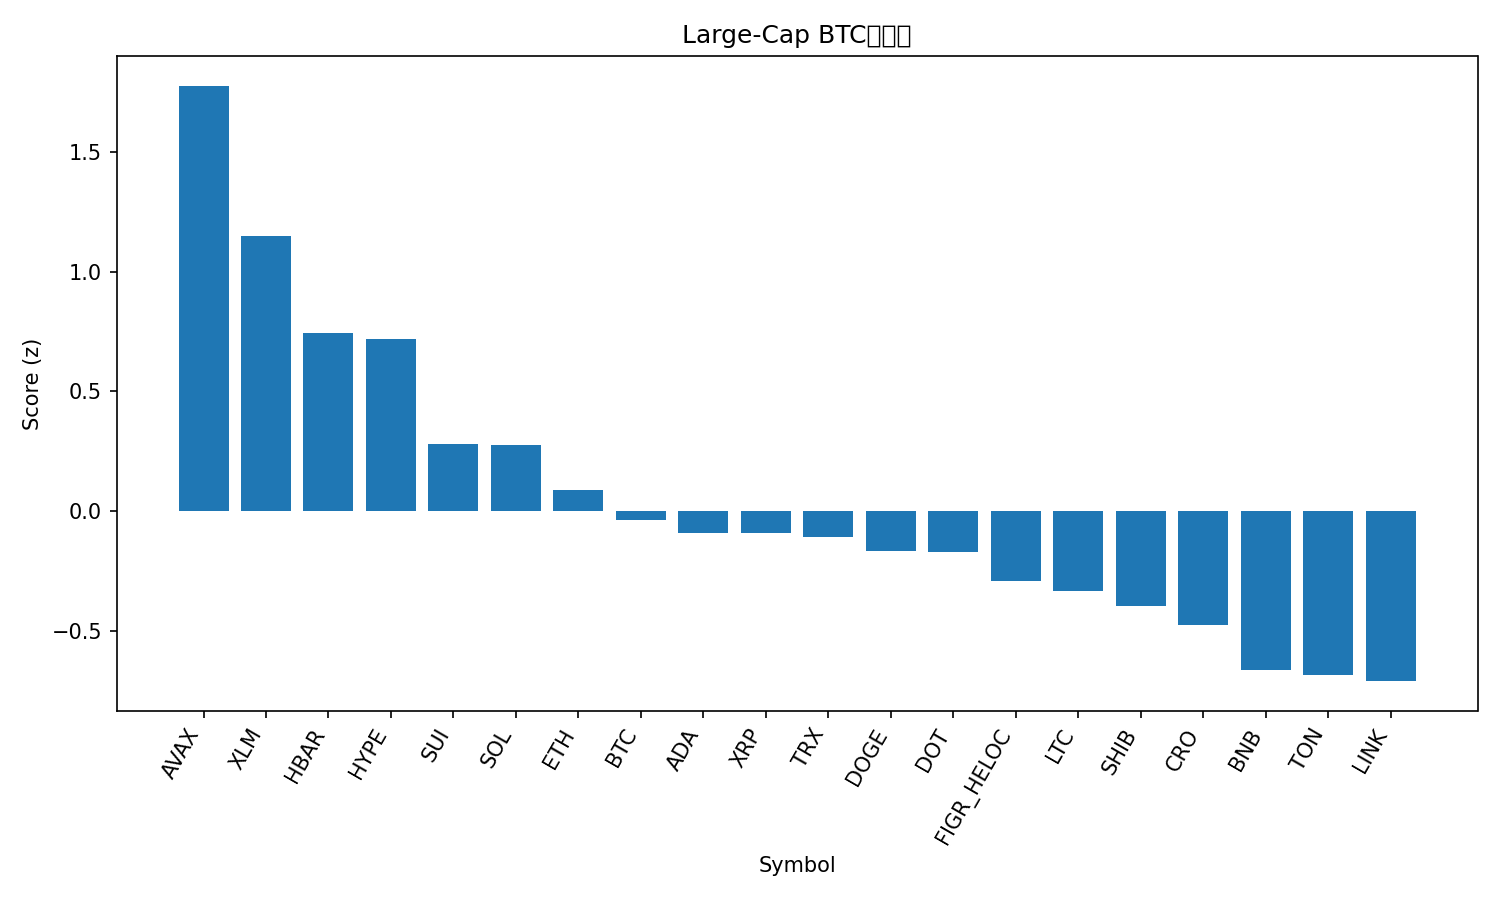 Large-Cap BTC
Score (z)
1.5
1.0
0.5
0.0
−0.5
AVAX
XLM
HBAR
HYPE
SUI
SOL
ETH
BTC
ADA
XRP
TRX
DOGE
DOT
FIGR_HELOC
LTC
SHIB
CRO
BNB
TON
LINK
Symbol